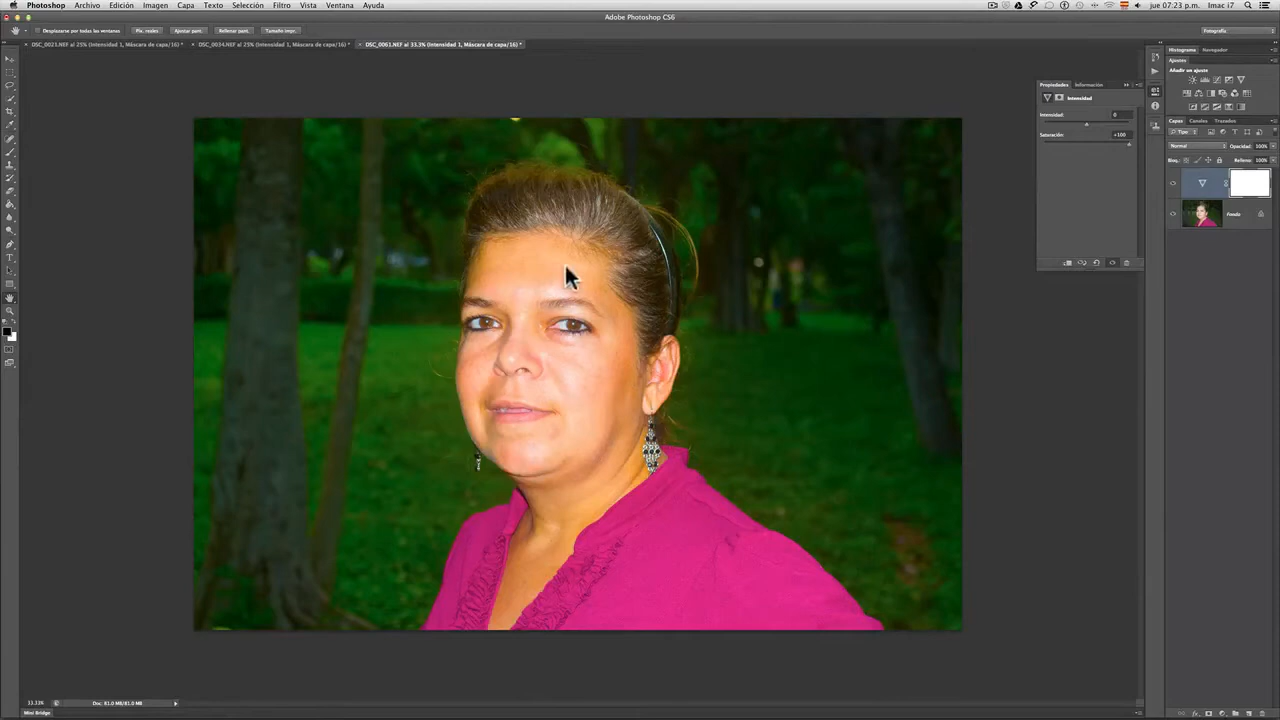 Photoshop Archivo Edición Imagen Capa Texto Selección Filtro Vista Ventana Ayuda jue 07:23 p.m. Imac i7
Adobe Photoshop CS6
Desplazarse por todas las ventanas Pix. reales Ajustar pant. Rellenar pant. Tamaño impr. Fotografía
DSC_0021.NEF al 25% (Intensidad 1, Máscara de capa/16) * DSC_0034.NEF al 25% (Intensidad 1, Máscara de capa/16) * DSC_0061.NEF al 33.3% (Intensidad 1, Máscara de capa/16) *
Histograma Navegador
Ajustes
Añadir un ajuste
Propiedades Información
Intensidad
Intensidad: 0
Saturación: +100
Capas Canales Trazados
Tipo
Normal Opacidad: 100%
Bloq.: Relleno: 100%
Fondo
33.33% Doc: 81.0 MB/81.0 MB
Mini Bridge